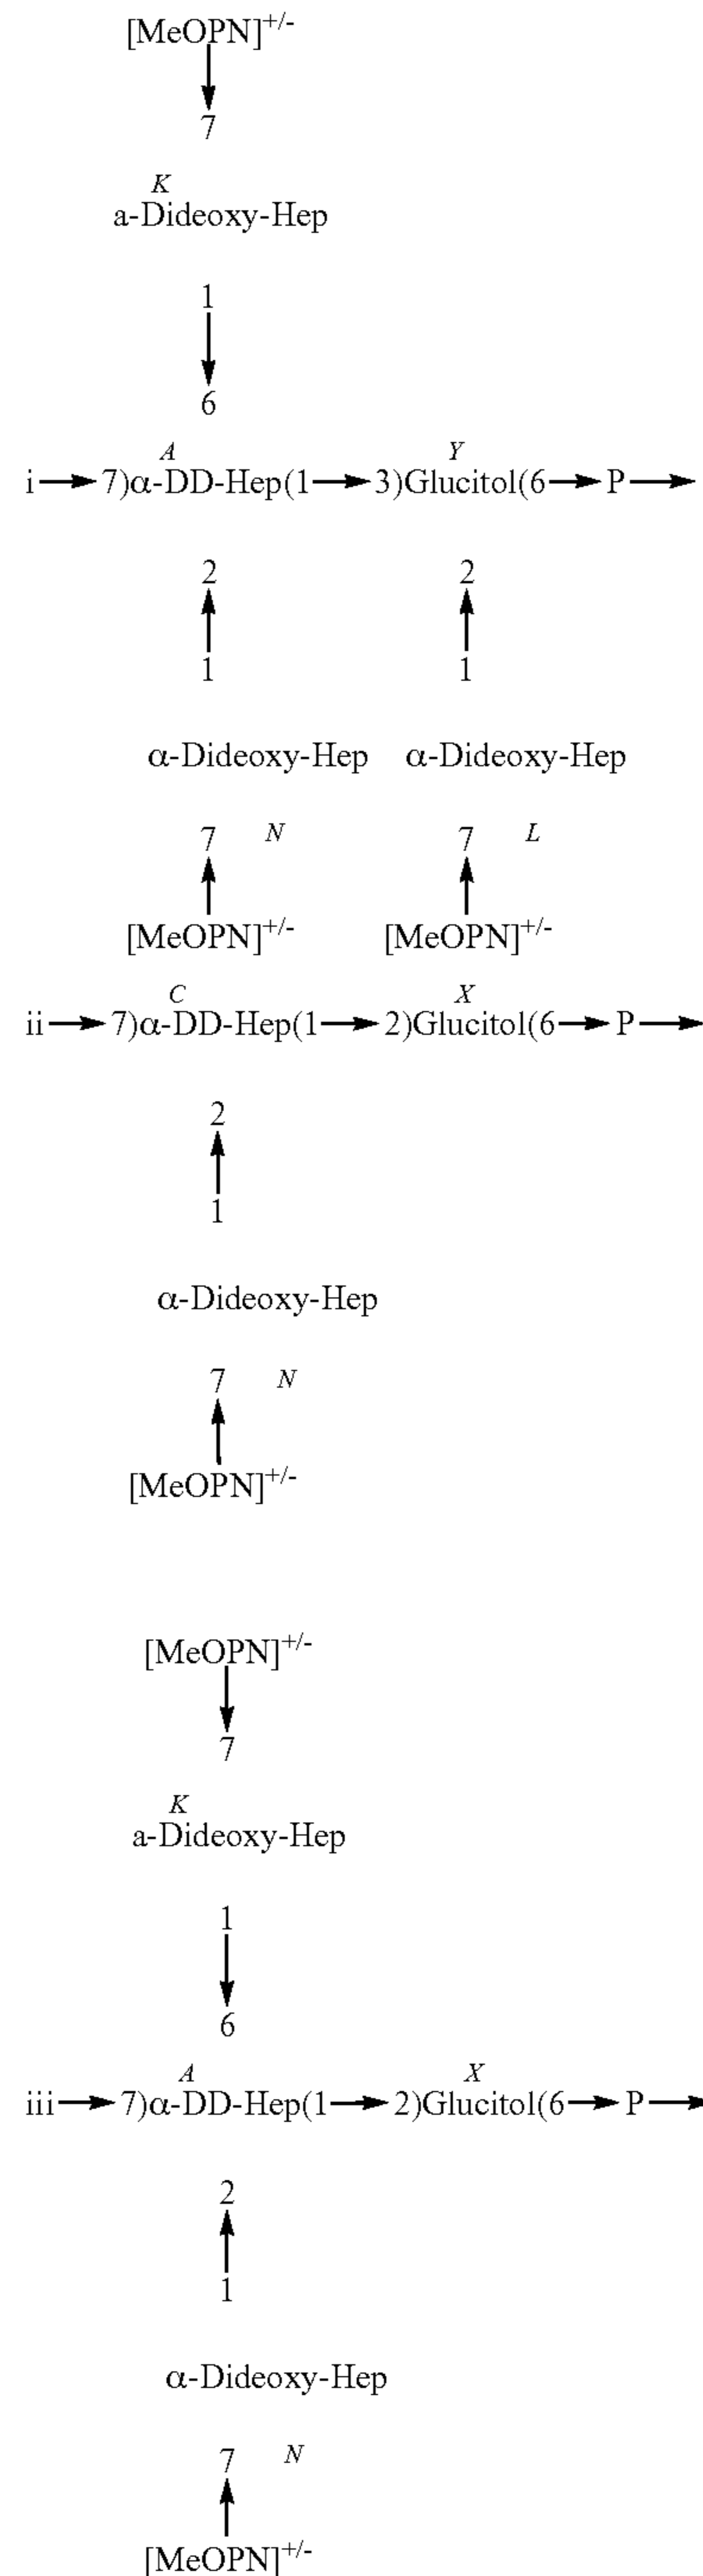 [MeOPN]+/-
7
K
a-Dideoxy-Hep
1
6
A Y
i 7)α-DD-Hep(1 3)Glucitol(6 P
2 2
1 1
α-Dideoxy-Hep α-Dideoxy-Hep
7 N 7 L
[MeOPN]+/- [MeOPN]+/-
C X
ii 7)α-DD-Hep(1 2)Glucitol(6 P
2
1
α-Dideoxy-Hep
7 N
[MeOPN]+/-
[MeOPN]+/-
7
K
a-Dideoxy-Hep
1
6
A X
iii 7)α-DD-Hep(1 2)Glucitol(6 P
2
1
α-Dideoxy-Hep
7 N
[MeOPN]+/-